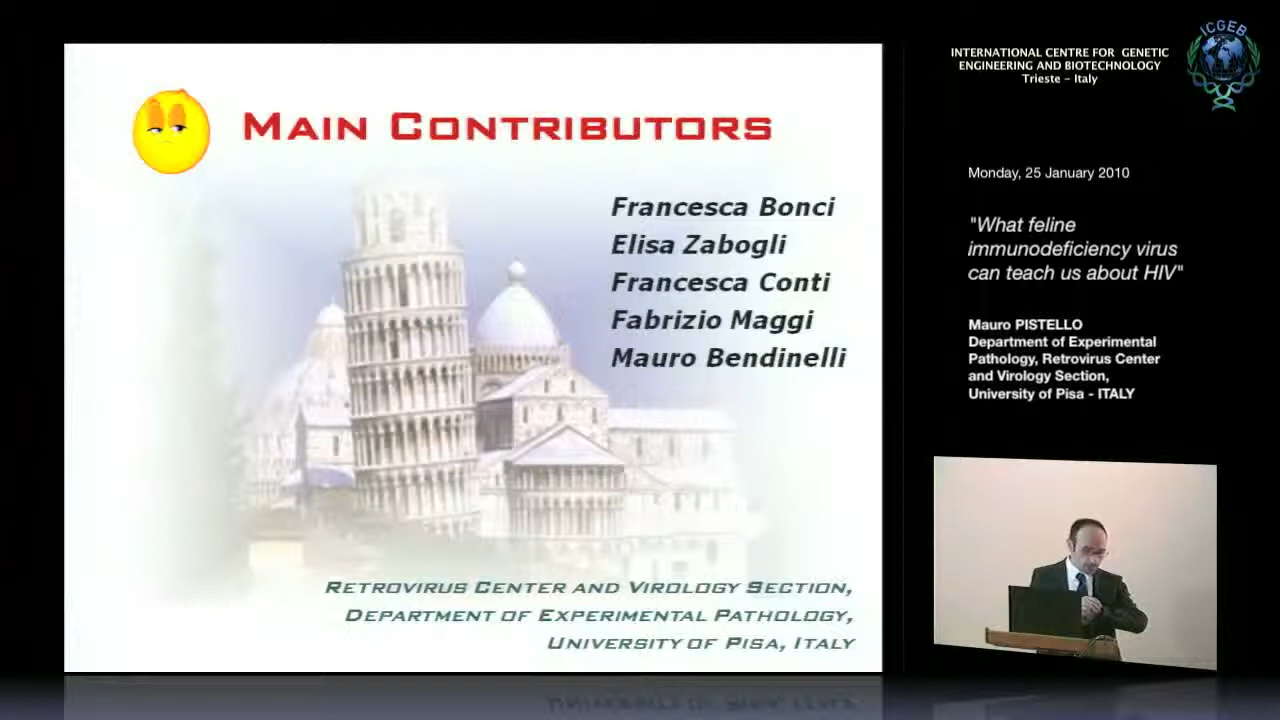 MAIN CONTRIBUTORS
Francesca Bonci
Elisa Zabogli
Francesca Conti
Fabrizio Maggi
Mauro Bendinelli
RETROVIRUS CENTER AND VIROLOGY SECTION,
DEPARTMENT OF EXPERIMENTAL PATHOLOGY,
UNIVERSITY OF PISA, ITALY
INTERNATIONAL CENTRE FOR GENETIC
ENGINEERING AND BIOTECHNOLOGY
Trieste - Italy
ICGEB
Monday, 25 January 2010
"What feline
immunodeficiency virus
can teach us about HIV"
Mauro PISTELLO
Department of Experimental
Pathology, Retrovirus Center
and Virology Section,
University of Pisa - ITALY